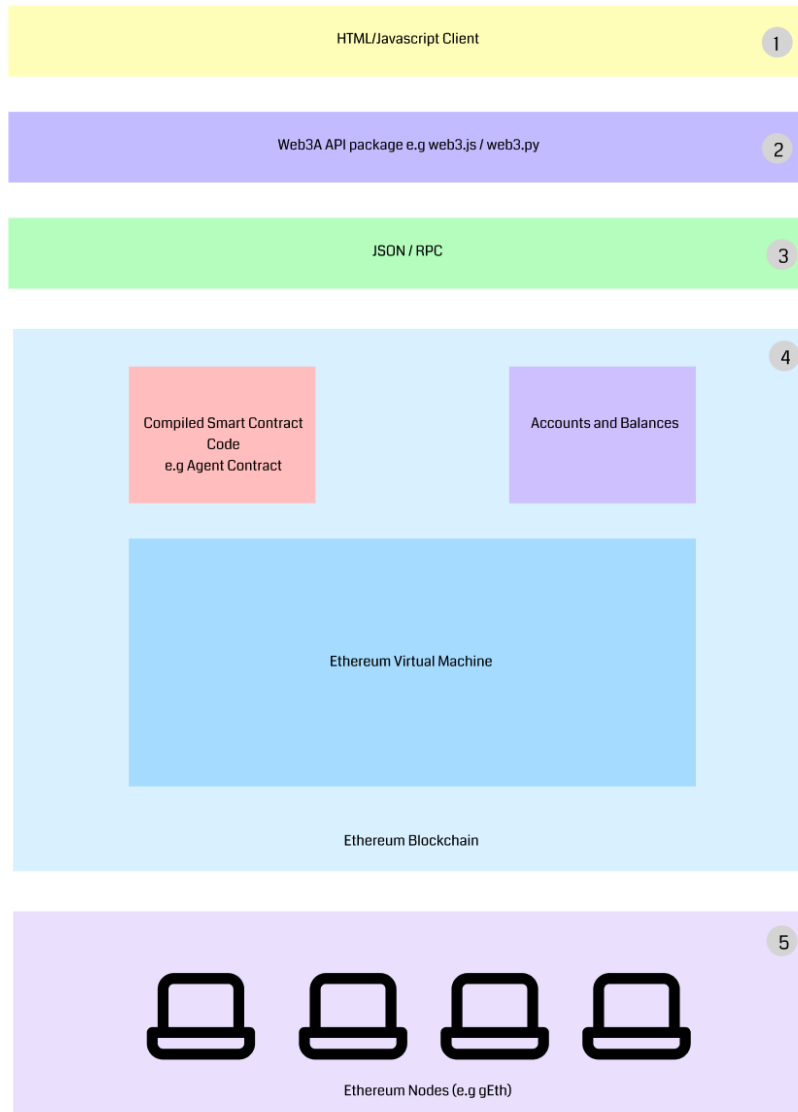 HTML/Javascript Client
1
Web3A API package e.g web3.js / web3.py
2
JSON / RPC
3
4
Compiled Smart Contract
Code
e.g Agent Contract
Accounts and Balances
Ethereum Virtual Machine
Ethereum Blockchain
5
Ethereum Nodes (e.g gEth)